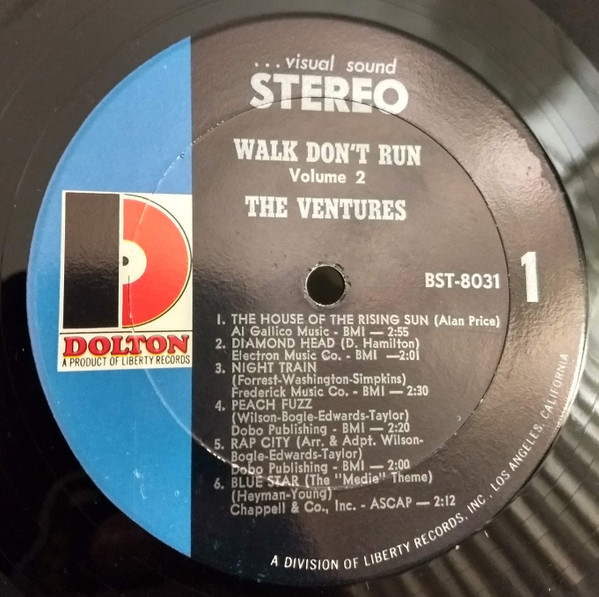 ...visual sound
STEREO
WALK DON'T RUN
Volume 2
THE VENTURES
BST-8031
1
DOLTON
A PRODUCT OF LIBERTY RECORDS
1. THE HOUSE OF THE RISING SUN (Alan Price)
Al Gallico Music - BMI — 2:55
2. DIAMOND HEAD (D. Hamilton)
Electron Music Co. - BMI —2:01
3. NIGHT TRAIN
(Forrest-Washington-Simpkins)
Frederick Music Co. - BMI — 2:30
4. PEACH FUZZ
(Wilson-Bogle-Edwards-Taylor)
Dobo Publishing - BMI — 2:20
5. RAP CITY (Arr. & Adpt. Wilson-
Bogle-Edwards-Taylor)
Dobo Publishing - BMI — 2:00
6. BLUE STAR (The "Medic" Theme)
(Heyman-Young)
Chappell & Co., Inc. - ASCAP — 2:12
A DIVISION OF LIBERTY RECORDS, INC., LOS ANGELES, CALIFORNIA